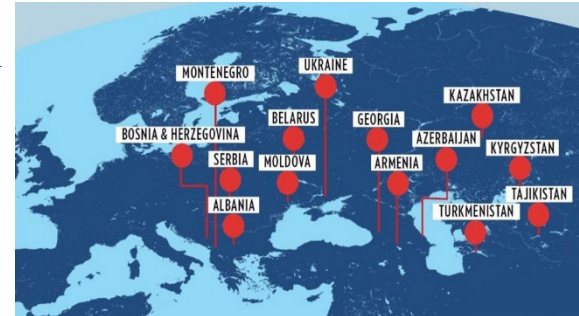 UKRAINE
MONTENEGRO
KAZAKHSTAN
BELARUS
GEORGIA
BOSNIA & HERZEGOVINA
AZERBAIJAN
KYRGYZSTAN
SERBIA
MOLDOVA
ARMENIA
TAJIKISTAN
ALBANIA
TURKMENISTAN